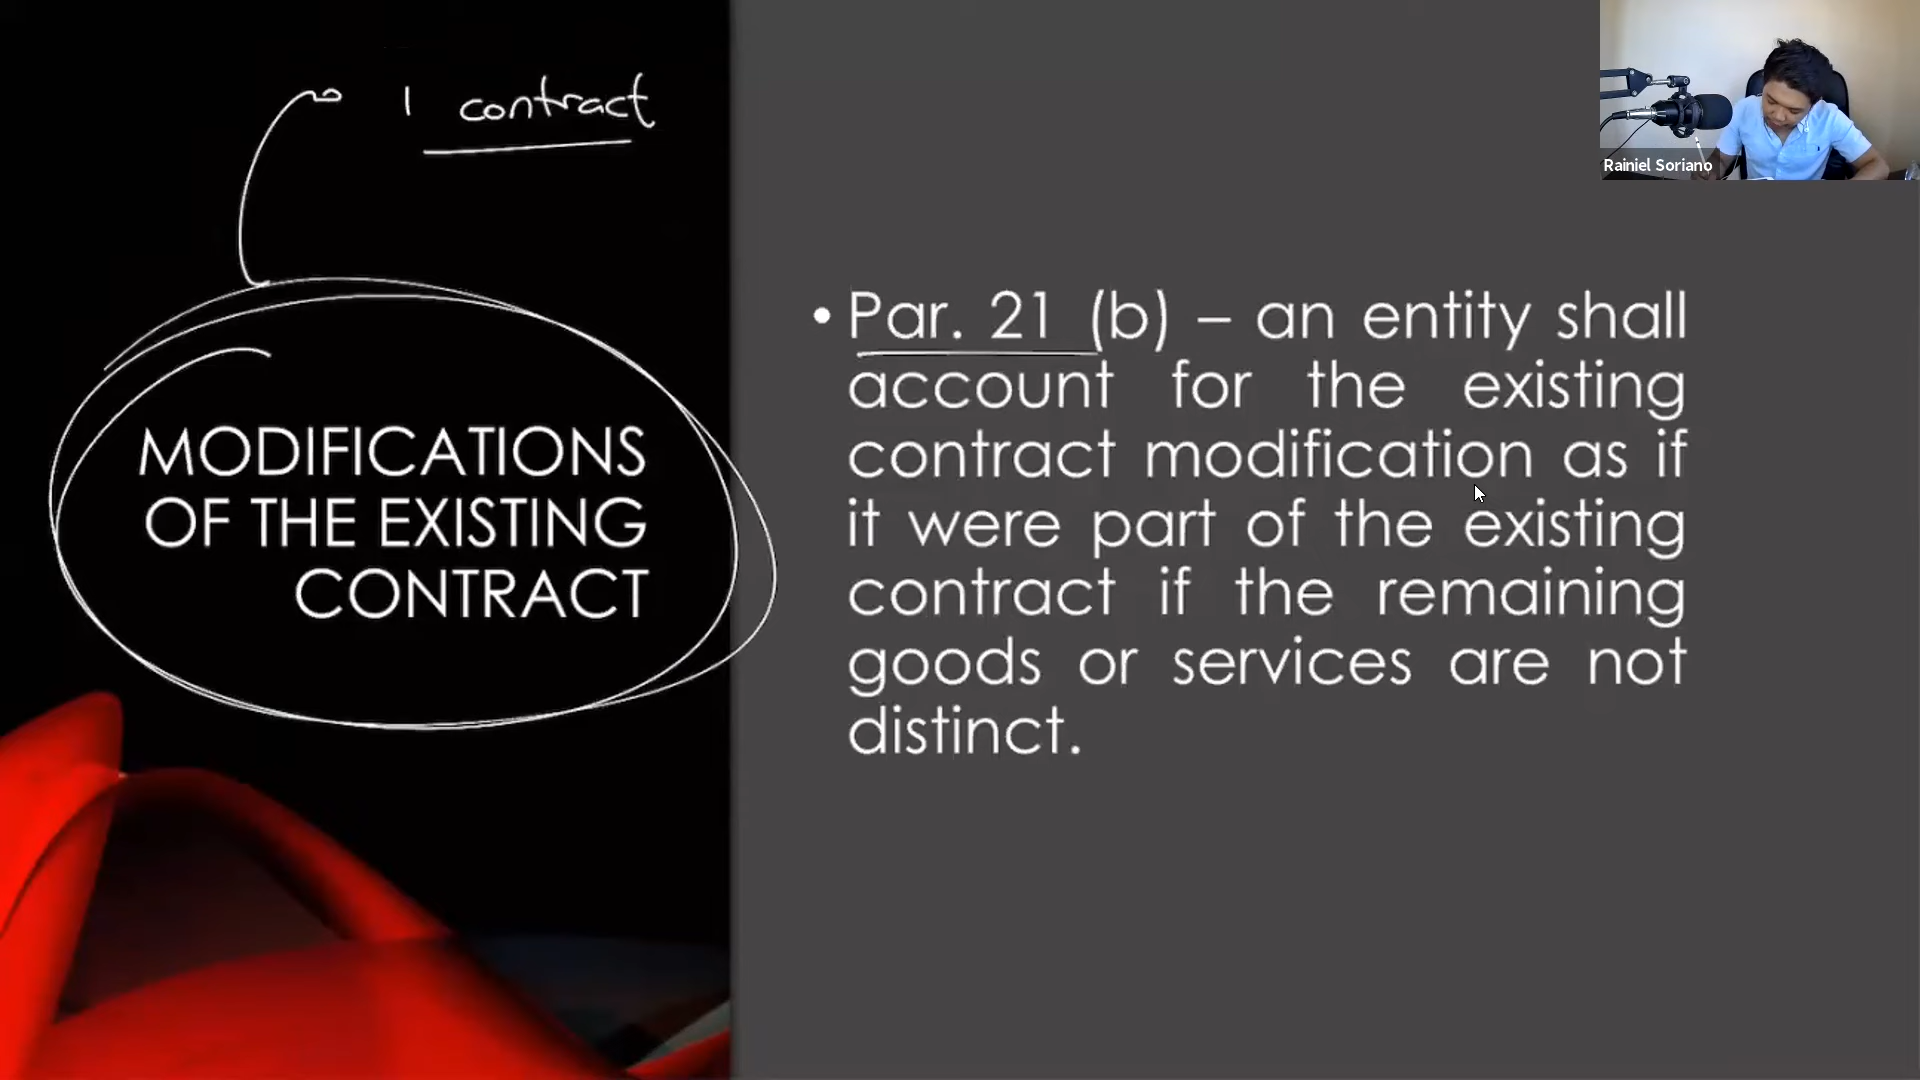 1 contract
MODIFICATIONS
OF THE EXISTING
CONTRACT
• Par. 21 (b) – an entity shall
account for the existing
contract modification as if
it were part of the existing
contract if the remaining
goods or services are not
distinct.
Rainiel Soriano